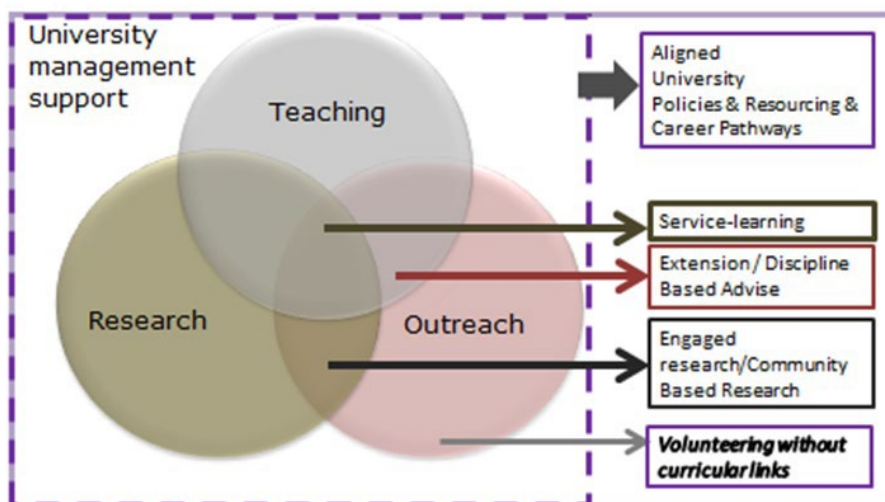 University
management
support
Teaching
Research
Outreach
Aligned
University
Policies & Resourcing &
Career Pathways
Service-learning
Extension / Discipline
Based Advise
Engaged
research/Community
Based Research
Volunteering without
curricular links